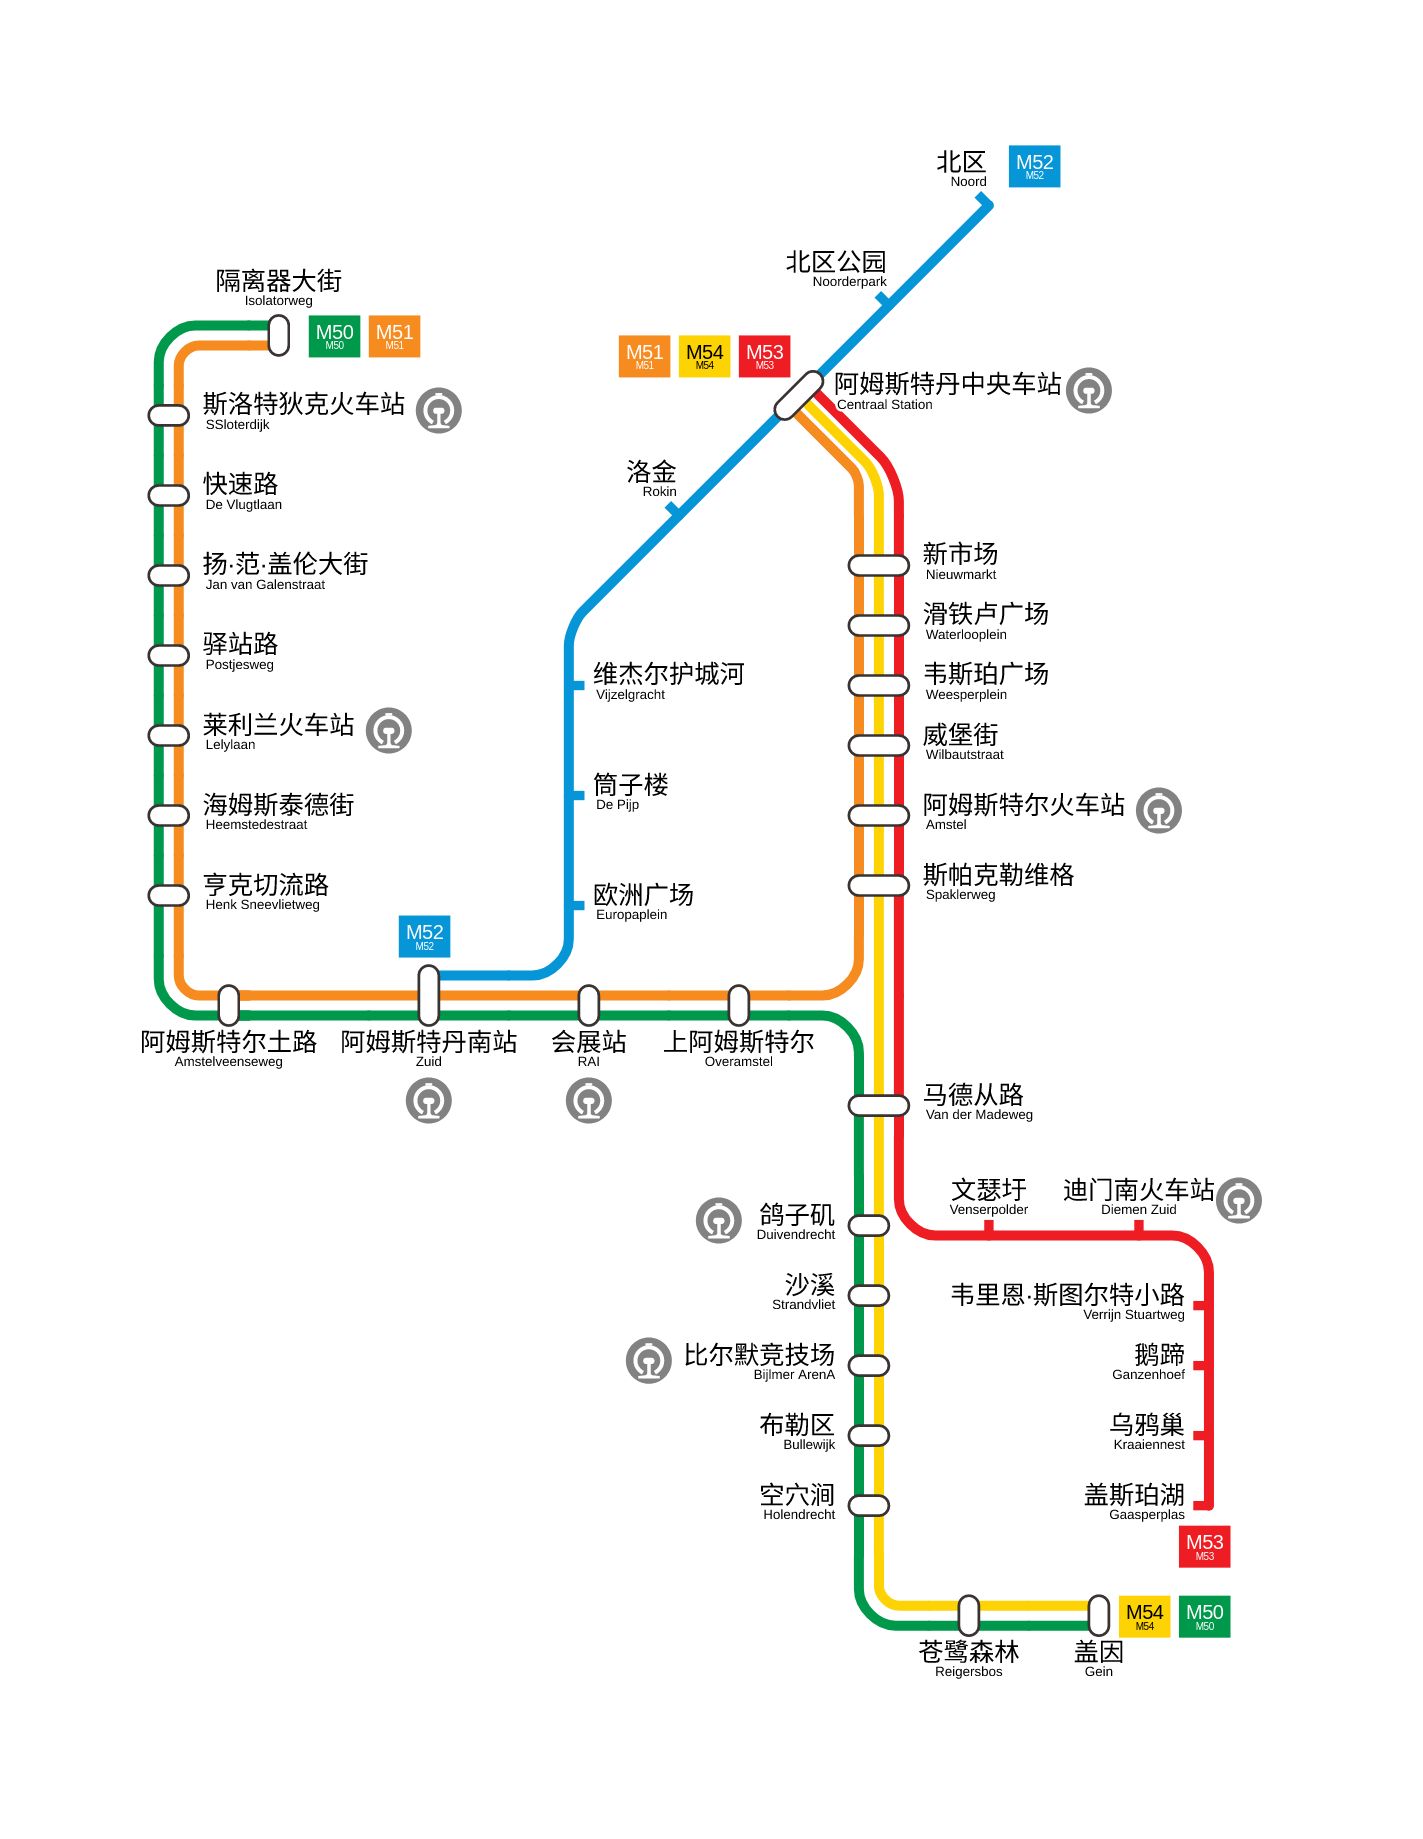 北区
Noord
M52
M52
北区公园
Noorderpark
隔离器大街
Isolatorweg
M50
M50
M51
M51
M51
M51
M54
M54
M53
M53
阿姆斯特丹中央车站
Centraal Station
斯洛特狄克火车站
SSloterdijk
洛金
Rokin
快速路
De Vlugtlaan
扬·范·盖伦大街
Jan van Galenstraat
新市场
Nieuwmarkt
滑铁卢广场
Waterlooplein
驿站路
Postjesweg
维杰尔护城河
Vijzelgracht
韦斯珀广场
Weesperplein
莱利兰火车站
Lelylaan
威堡街
Wilbautstraat
筒子楼
De Pijp
海姆斯泰德街
Heemstedestraat
阿姆斯特尔火车站
Amstel
亨克切流路
Henk Sneevlietweg
欧洲广场
Europaplein
斯帕克勒维格
Spaklerweg
M52
M52
阿姆斯特尔土路
Amstelveenseweg
阿姆斯特丹南站
Zuid
会展站
RAI
上阿姆斯特尔
Overamstel
马德从路
Van der Madeweg
文瑟圩
Venserpolder
迪门南火车站
Diemen Zuid
鸽子矶
Duivendrecht
沙溪
Strandvliet
韦里恩·斯图尔特小路
Verrijn Stuartweg
比尔默竞技场
Bijlmer ArenA
鹅蹄
Ganzenhoef
布勒区
Bullewijk
乌鸦巢
Kraaiennest
空穴涧
Holendrecht
盖斯珀湖
Gaasperplas
M53
M53
M54
M54
M50
M50
苍鹭森林
Reigersbos
盖因
Gein